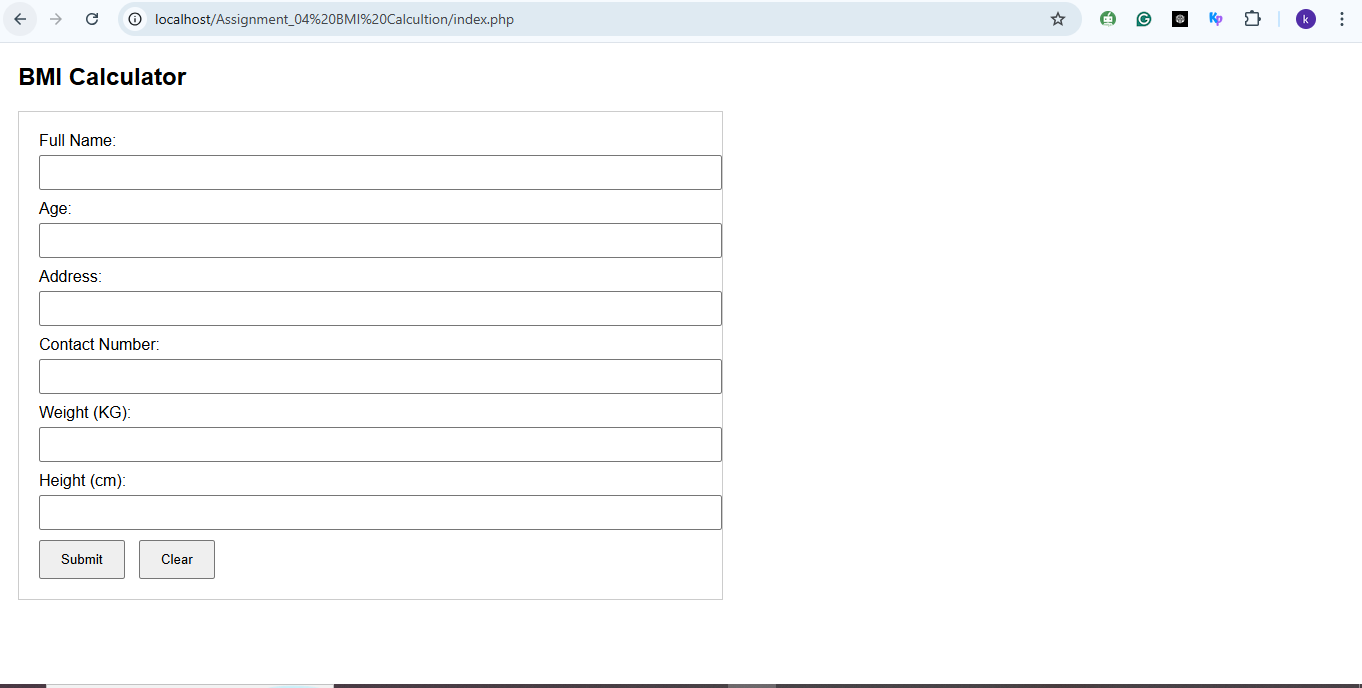 localhost/Assignment_04%20BMI%20Calcultion/index.php
k
BMI Calculator
Full Name:
Age:
Address:
Contact Number:
Weight (KG):
Height (cm):
Submit Clear